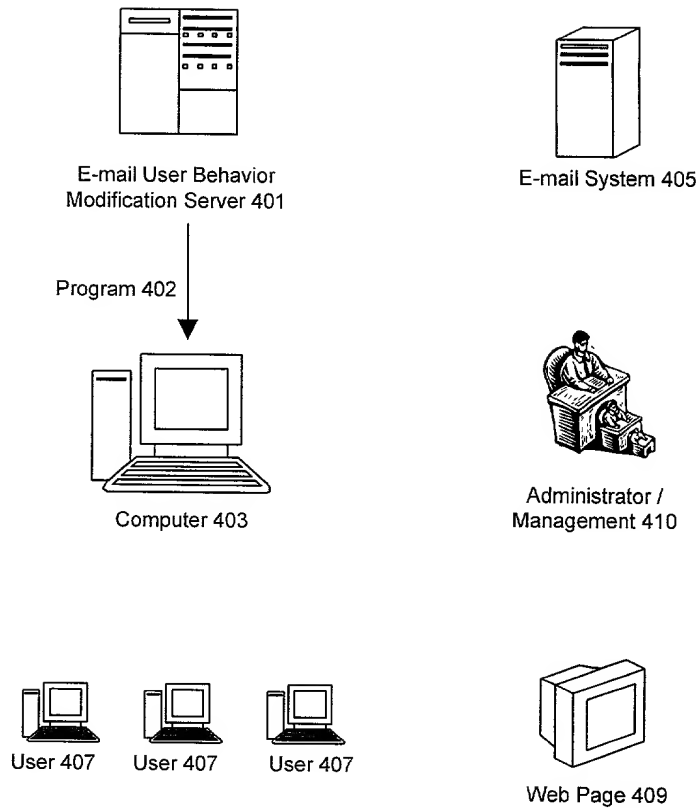 E-mail User Behavior
Modification Server 401
E-mail System 405
Program 402
Computer 403
Administrator /
Management 410
User 407
User 407
User 407
Web Page 409